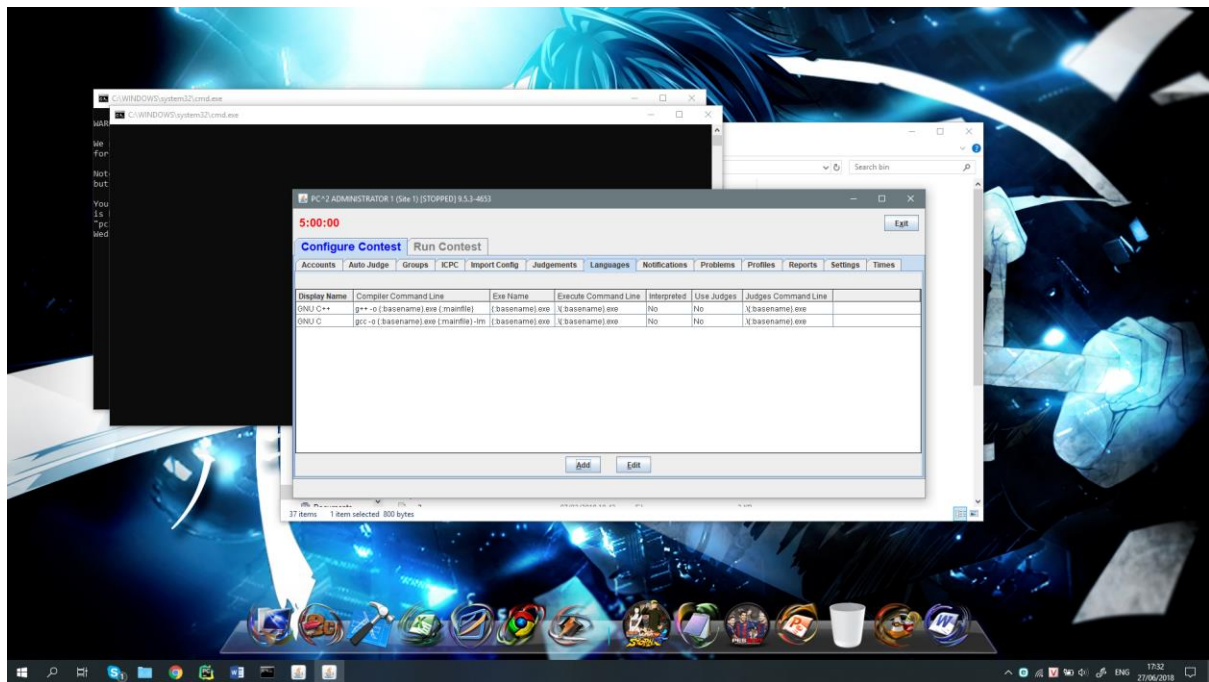 C:\WINDOWS\system32\cmd.exe
C:\WINDOWS\system32\cmd.exe
WAR
We
for
Not
but
You
is
"pc
Wed
Search bin
PC^2 ADMINISTRATOR 1 (Site 1) [STOPPED] 9.5.3-4653
5:00:00
Exit
Configure Contest Run Contest
Accounts Auto Judge Groups ICPC Import Config Judgements Languages Notifications Problems Profiles Reports Settings Times
Display Name Compiler Command Line Exe Name Execute Command Line Interpreted Use Judges Judges Command Line
GNU C++ g++ -o {:basename}.exe {:mainfile} {:basename}.exe .\{:basename}.exe No No .\{:basename}.exe
GNU C gcc -o {:basename}.exe {:mainfile} -lm {:basename}.exe .\{:basename}.exe No No .\{:basename}.exe
Add Edit
37 items 1 item selected 800 bytes
ENG
17:32
27/06/2018